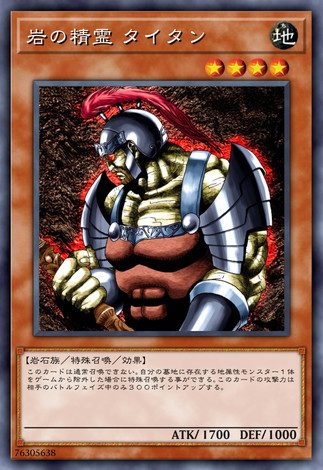 岩の精霊 タイタン
地
【岩石族／特殊召喚／効果】
このカードは通常召喚できない。自分の墓地に存在する地属性モンスター１体
をゲームから除外した場合に特殊召喚する事ができる。このカードの攻撃力は
相手のバトルフェイズ中のみ３００ポイントアップする。
ATK/ 1700 DEF/1000
76305638